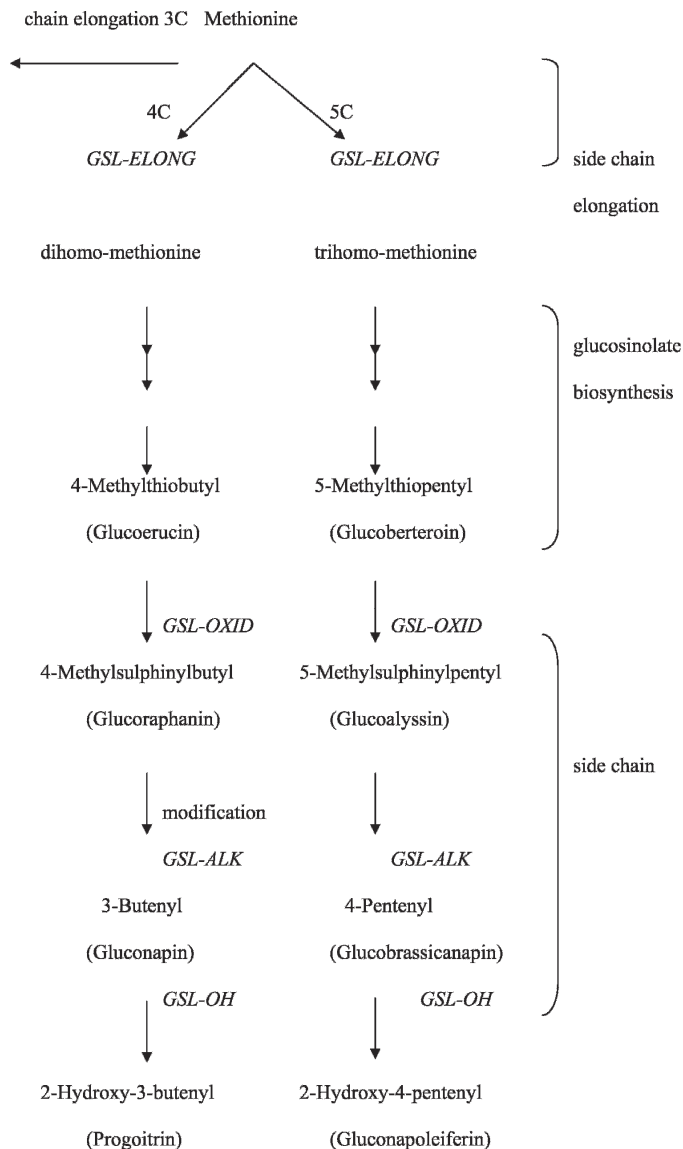 chain elongation 3C Methionine
4C 5C
GSL-ELONG GSL-ELONG side chain
elongation
dihomo-methionine trihomo-methionine
glucosinolate
biosynthesis
4-Methylthiobutyl 5-Methylthiopentyl
(Glucoerucin) (Glucoberteroin)
GSL-OXID GSL-OXID
4-Methylsulphinylbutyl 5-Methylsulphinylpentyl
(Glucoraphanin) (Glucoalyssin)
side chain
modification
GSL-ALK GSL-ALK
3-Butenyl 4-Pentenyl
(Gluconapin) (Glucobrassicanapin)
GSL-OH GSL-OH
2-Hydroxy-3-butenyl 2-Hydroxy-4-pentenyl
(Progoitrin) (Gluconapoleiferin)